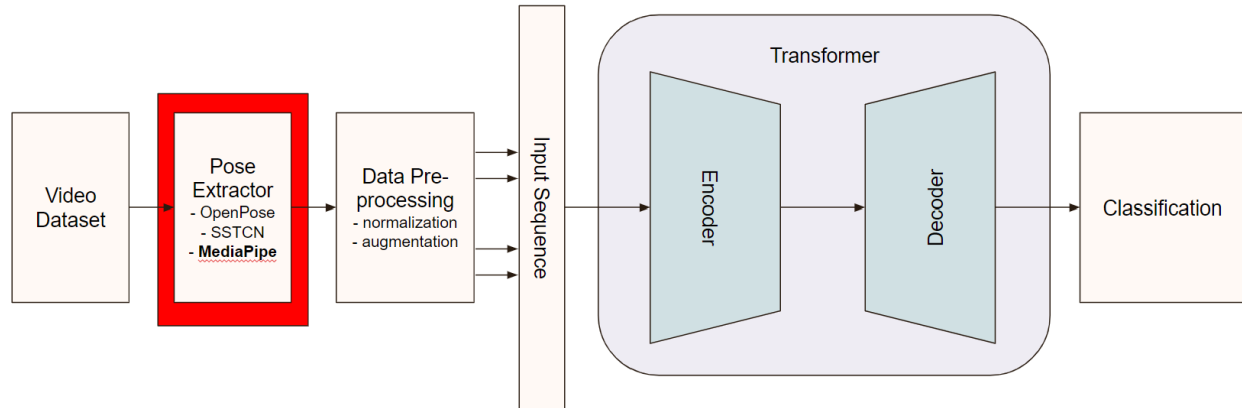 Video
Dataset
Pose
Extractor
- OpenPose
- SSTCN
- MediaPipe
Data Pre-
processing
- normalization
- augmentation
Input Sequence
Transformer
Encoder
Decoder
Classification